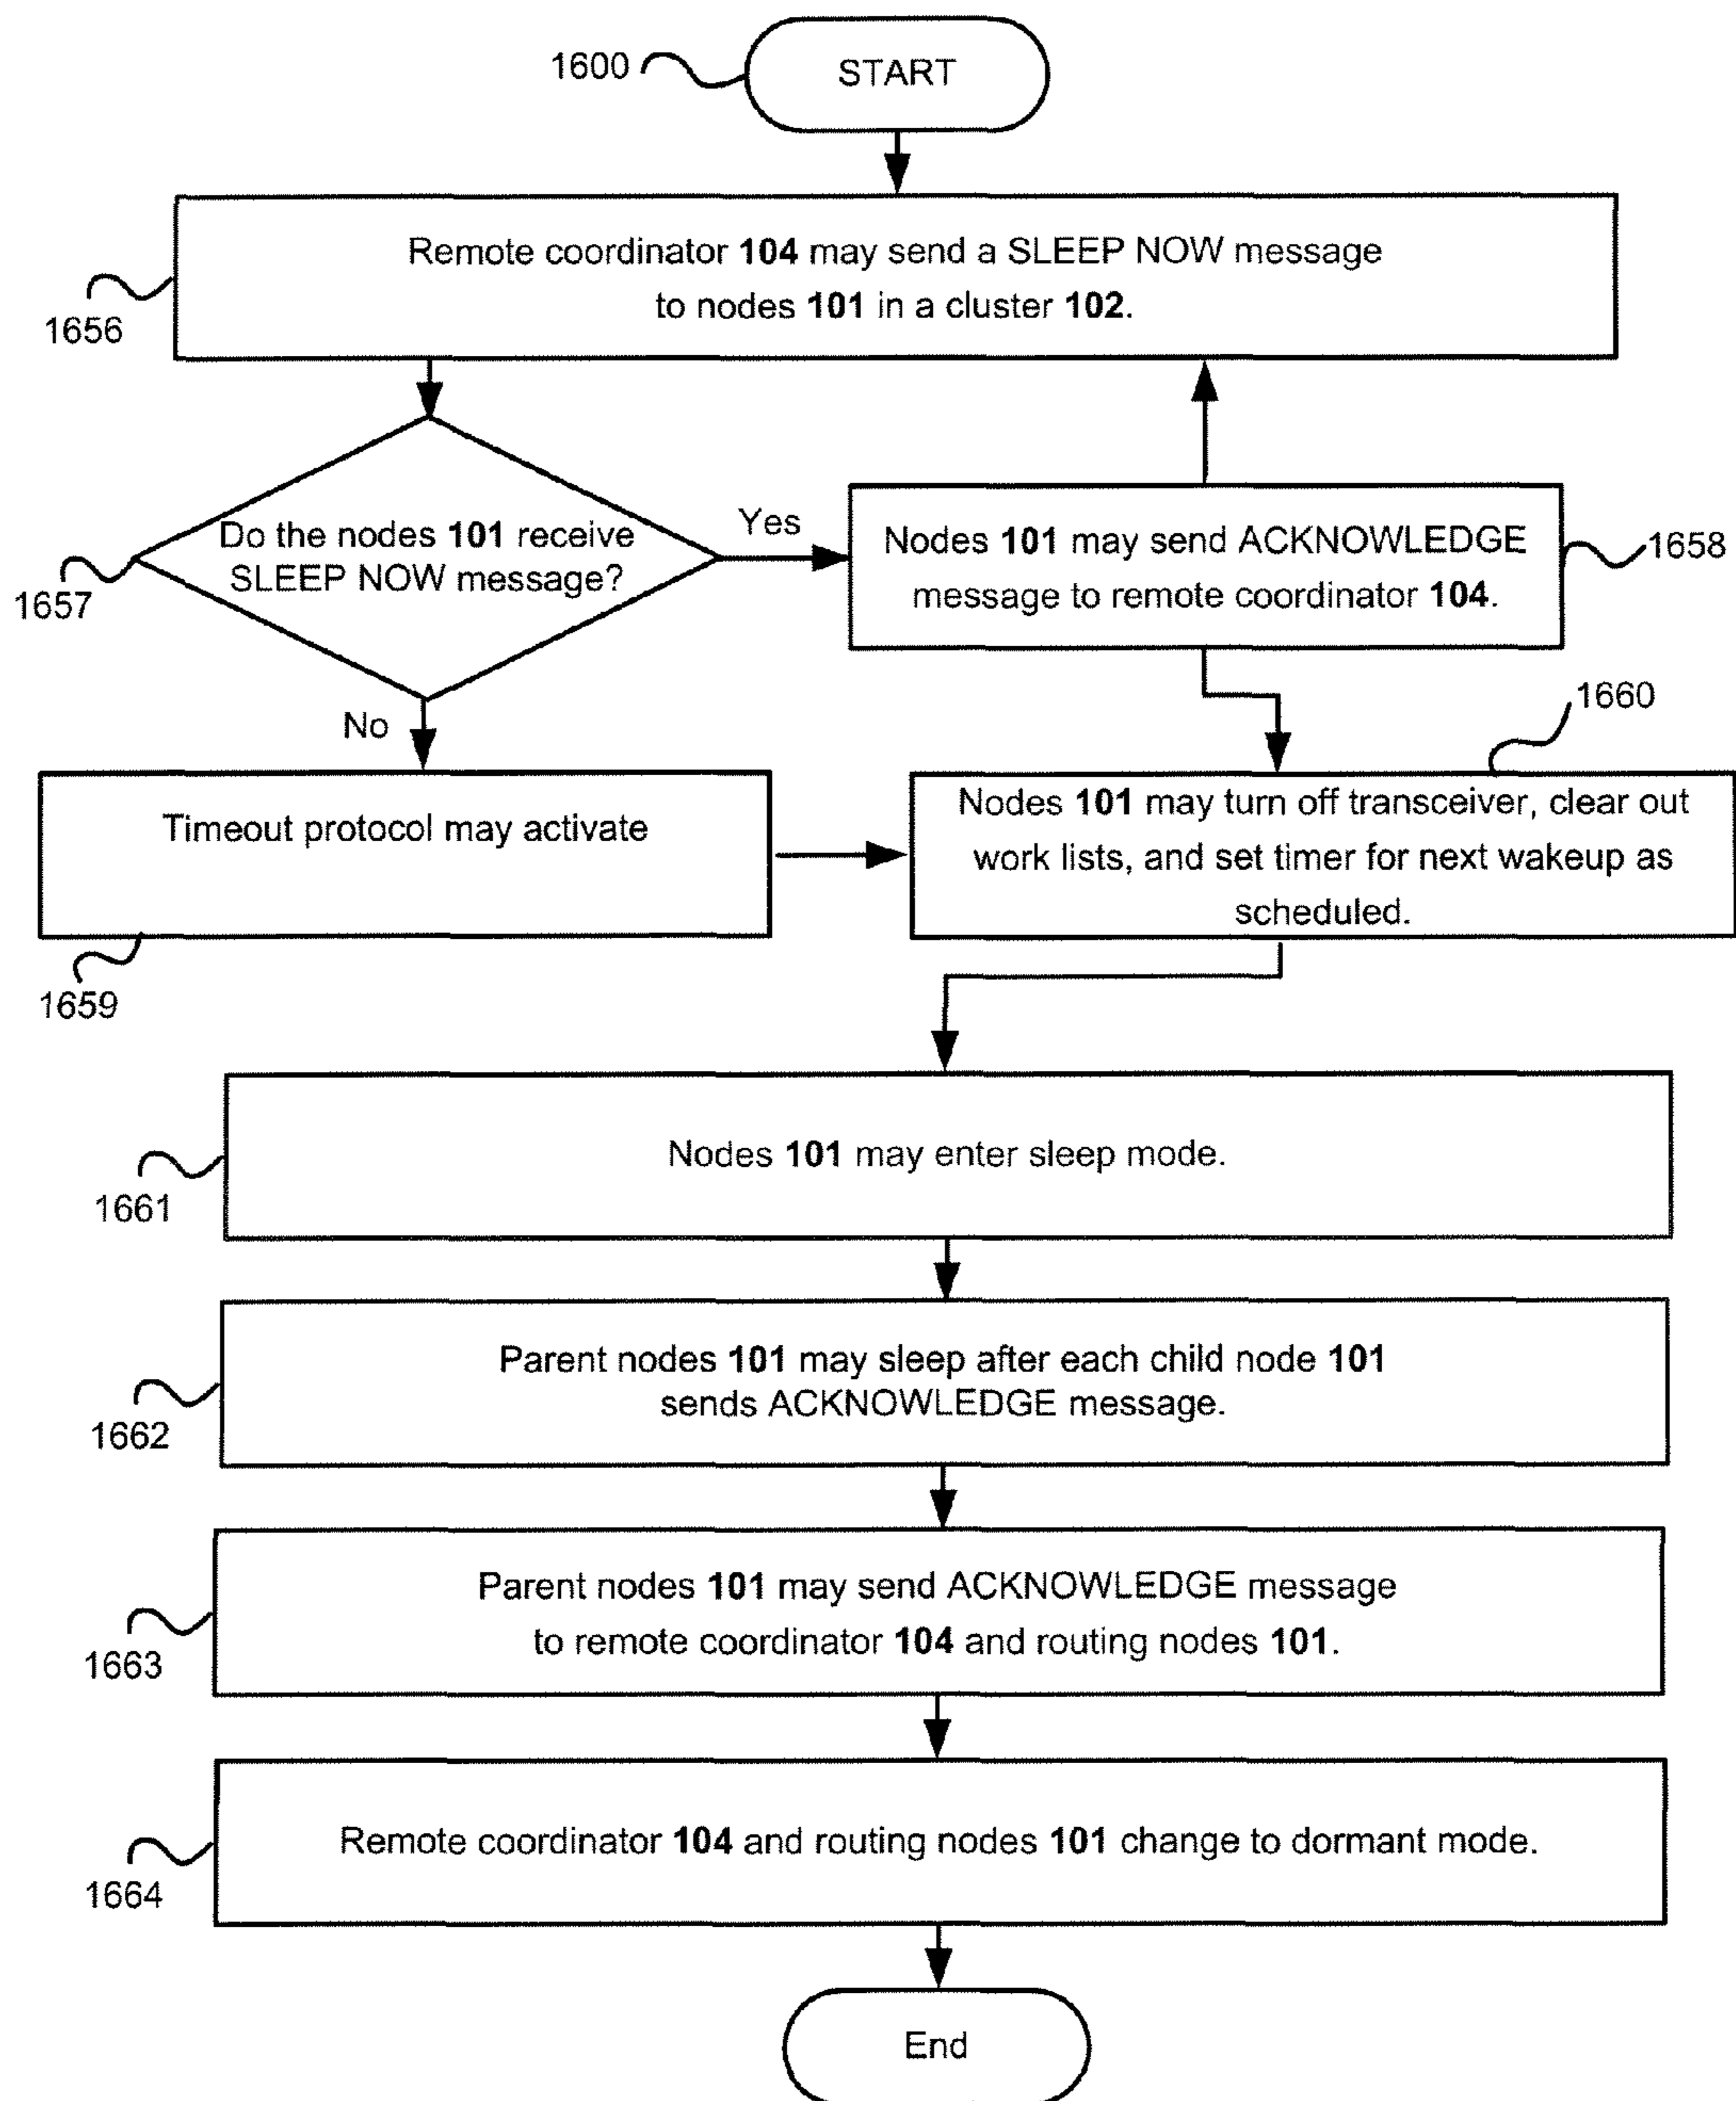 1600
START
Remote coordinator 104 may send a SLEEP NOW message
to nodes 101 in a cluster 102.
1656
Do the nodes 101 receive
SLEEP NOW message?
1657
Yes
Nodes 101 may send ACKNOWLEDGE
message to remote coordinator 104.
1658
No
1660
Timeout protocol may activate
1659
Nodes 101 may turn off transceiver, clear out
work lists, and set timer for next wakeup as
scheduled.
Nodes 101 may enter sleep mode.
1661
Parent nodes 101 may sleep after each child node 101
sends ACKNOWLEDGE message.
1662
Parent nodes 101 may send ACKNOWLEDGE message
to remote coordinator 104 and routing nodes 101.
1663
Remote coordinator 104 and routing nodes 101 change to dormant mode.
1664
End